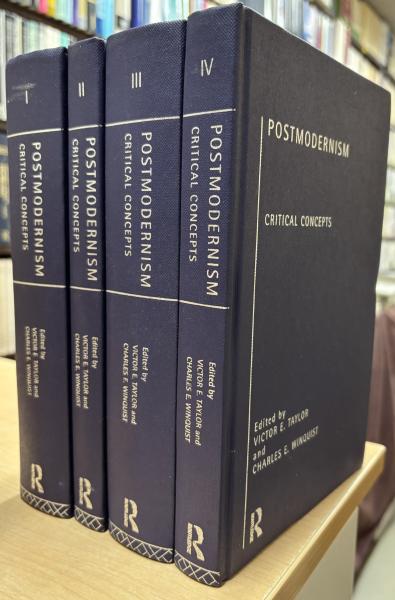 I
POSTMODERNISM
CRITICAL CONCEPTS
Edited by
VICTOR E. TAYLOR and
CHARLES E. WINQUIST
II
POSTMODERNISM
CRITICAL CONCEPTS
Edited by
VICTOR E. TAYLOR and
CHARLES E. WINQUIST
III
POSTMODERNISM
CRITICAL CONCEPTS
Edited by
VICTOR E. TAYLOR and
CHARLES E. WINQUIST
IV
POSTMODERNISM
CRITICAL CONCEPTS
Edited by
VICTOR E. TAYLOR and
CHARLES E. WINQUIST
ROUTLEDGE
POSTMODERNISM
CRITICAL CONCEPTS
Edited by
VICTOR E. TAYLOR
and
CHARLES E. WINQUIST